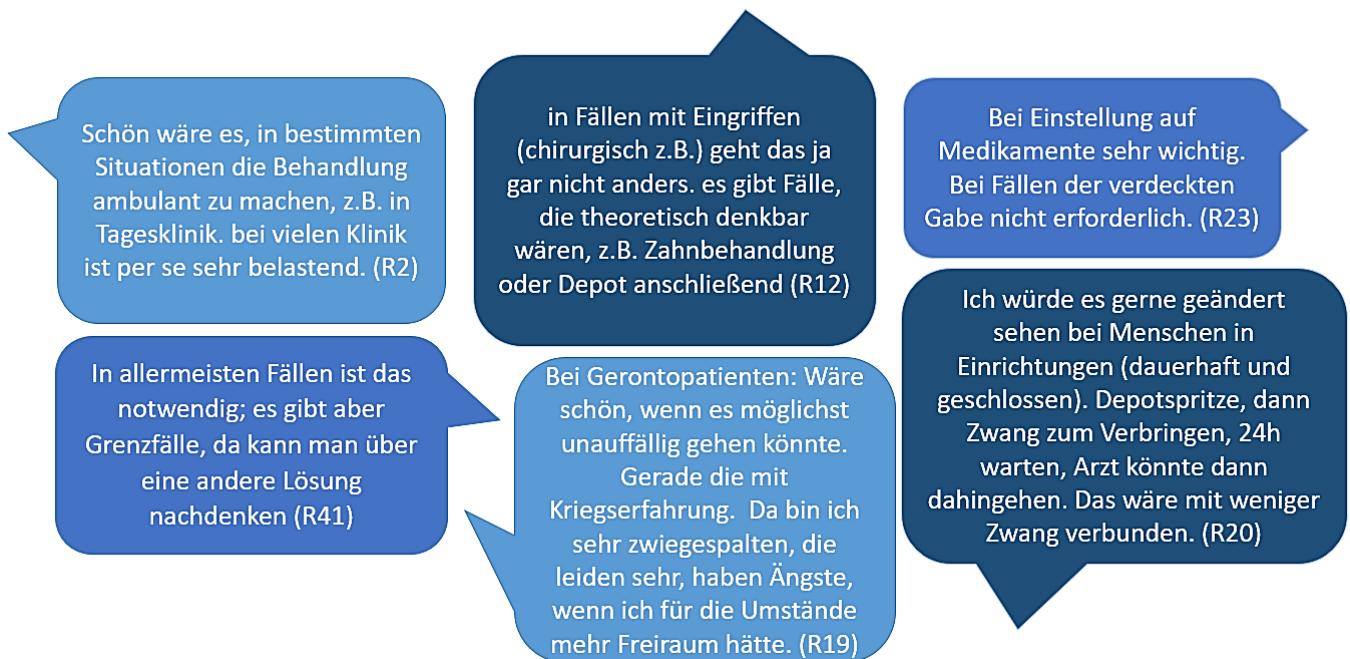 Schön wäre es, in bestimmten
Situationen die Behandlung
ambulant zu machen, z.B. in
Tagesklinik. bei vielen Klinik
ist per se sehr belastend. (R2)
in Fällen mit Eingriffen
(chirurgisch z.B.) geht das ja
gar nicht anders. es gibt Fälle,
die theoretisch denkbar
wären, z.B. Zahnbehandlung
oder Depot anschließend (R12)
Bei Einstellung auf
Medikamente sehr wichtig.
Bei Fällen der verdeckten
Gabe nicht erforderlich. (R23)
In allermeisten Fällen ist das
notwendig; es gibt aber
Grenzfälle, da kann man über
eine andere Lösung
nachdenken (R41)
Bei Gerontopatienten: Wäre
schön, wenn es möglichst
unauffällig gehen könnte.
Gerade die mit
Kriegserfahrung. Da bin ich
sehr zwiegespalten, die
leiden sehr, haben Ängste,
wenn ich für die Umstände
mehr Freiraum hätte. (R19)
Ich würde es gerne geändert
sehen bei Menschen in
Einrichtungen (dauerhaft und
geschlossen). Depotspritze, dann
Zwang zum Verbringen, 24h
warten, Arzt könnte dann
dahingehen. Das wäre mit weniger
Zwang verbunden. (R20)